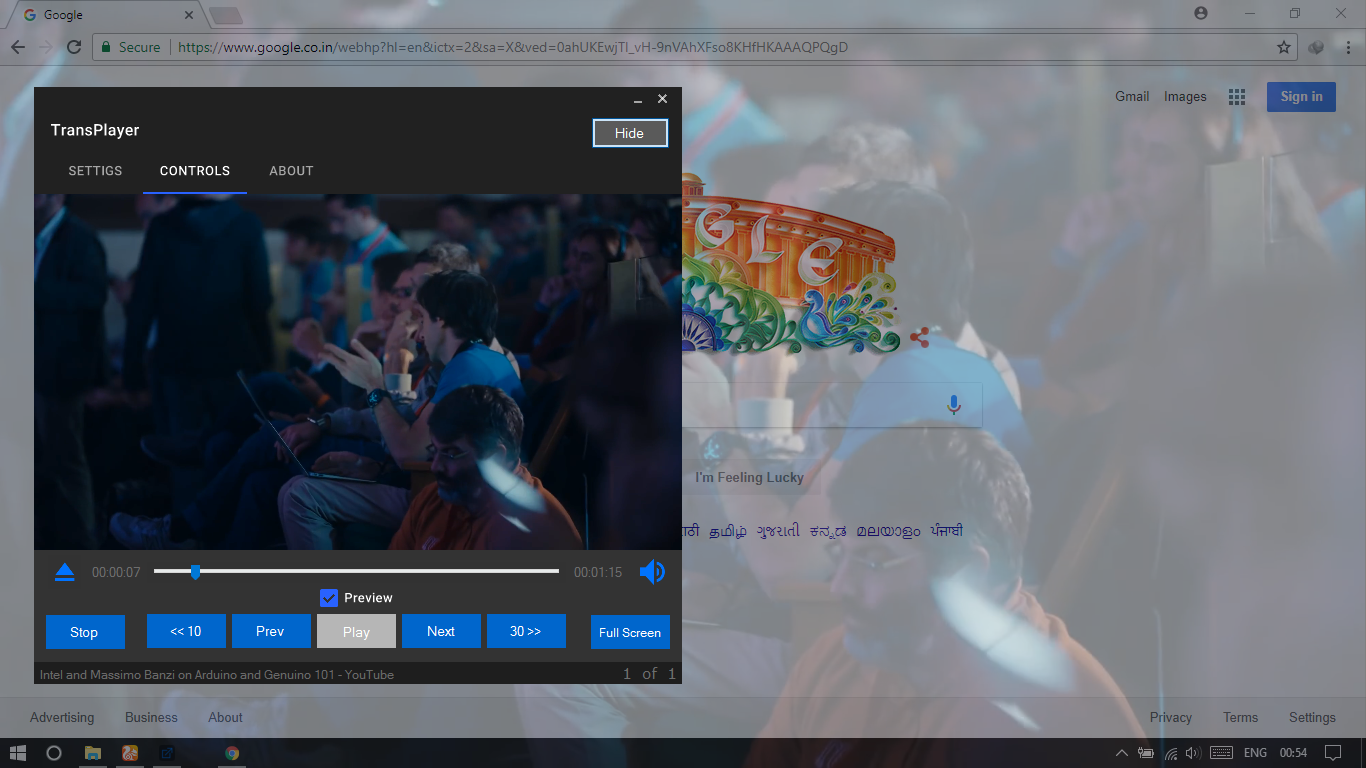 Google
Secure
https://www.google.co.in/webhp?hl=en&ictx=2&sa=X&ved=0ahUKEwjTl_vH-9nVAhXFso8KHfHKAAAQPQgD
Gmail Images Sign in
TransPlayer
Hide
SETTIGS CONTROLS ABOUT
GLE
I'm Feeling Lucky
தமிழ் ગુજરાતી ಕನ್ನಡ മലയാളം ਪੰਜਾਬੀ
00:00:07 00:01:15
Preview
Stop << 10 Prev Play Next 30 >> Full Screen
Intel and Massimo Banzi on Arduino and Genuino 101 - YouTube 1 of 1
Advertising Business About Privacy Terms Settings
ENG 00:54